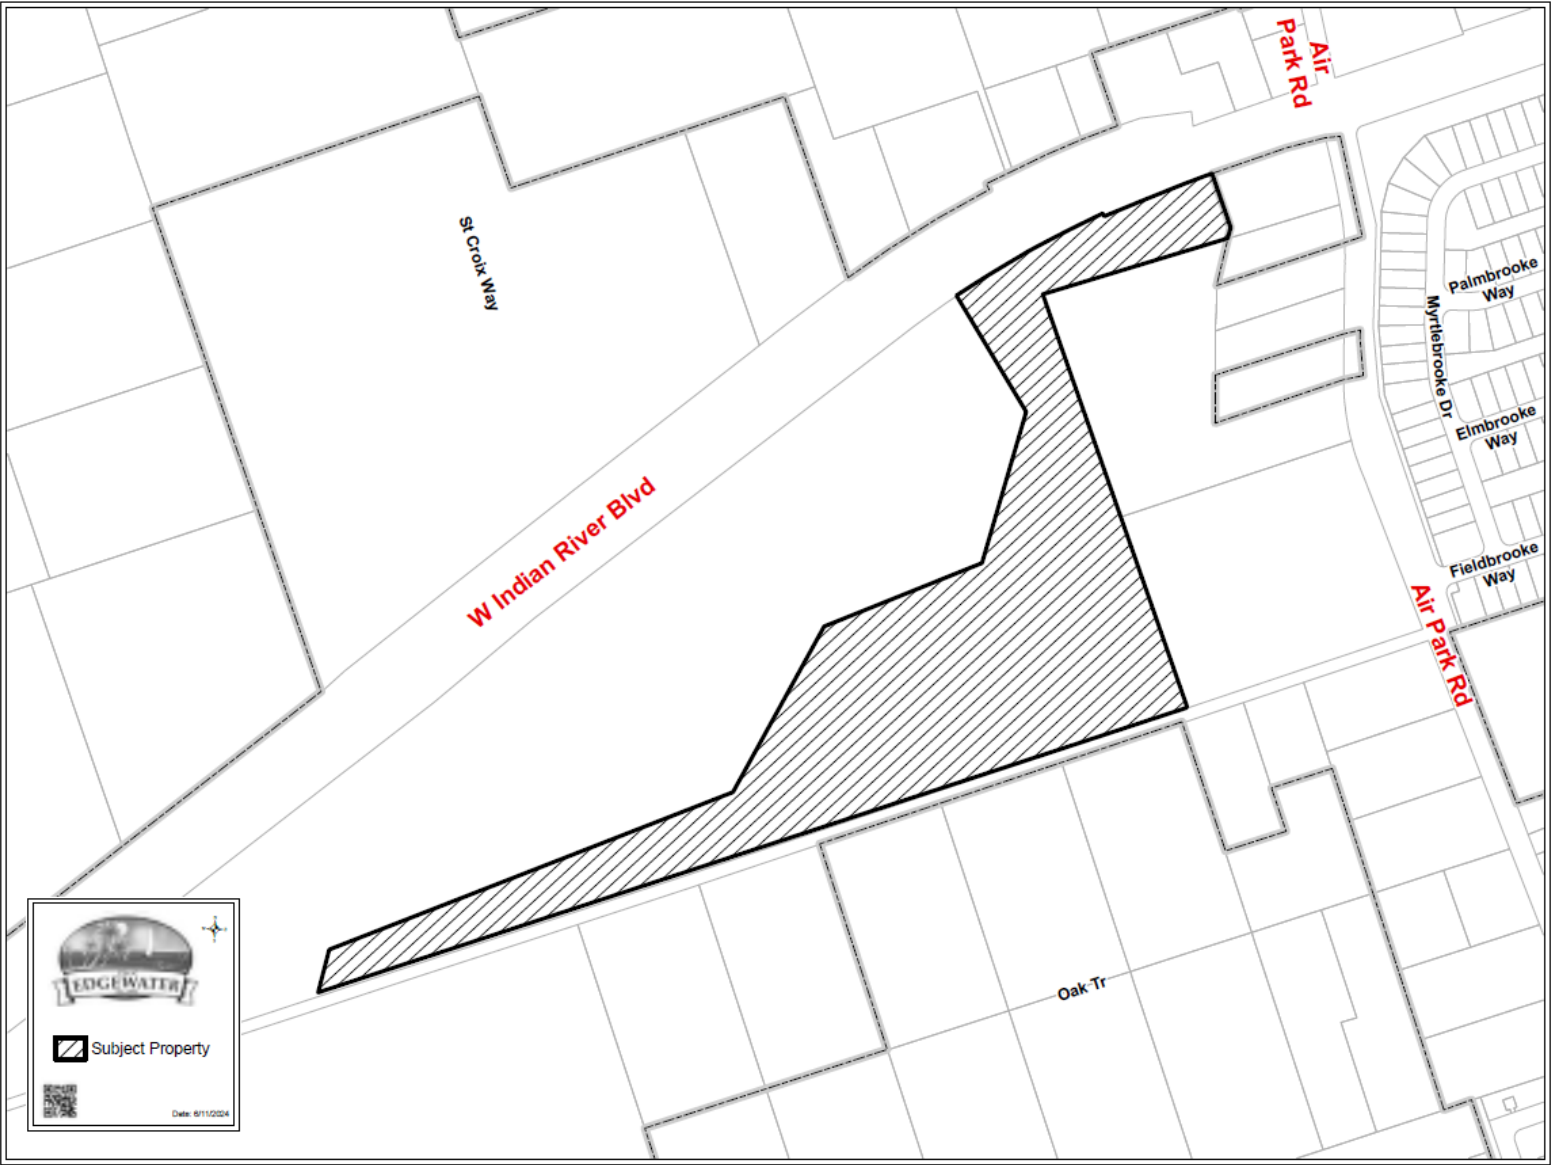 Air
Park Rd
St Croix Way
Palmbrooke
Way
Myrtlebrooke Dr
Elmbrooke
Way
W Indian River Blvd
Fieldbrooke
Way
Air Park Rd
Oak Tr
EDGEWATER
Subject Property
Date: 6/11/2024